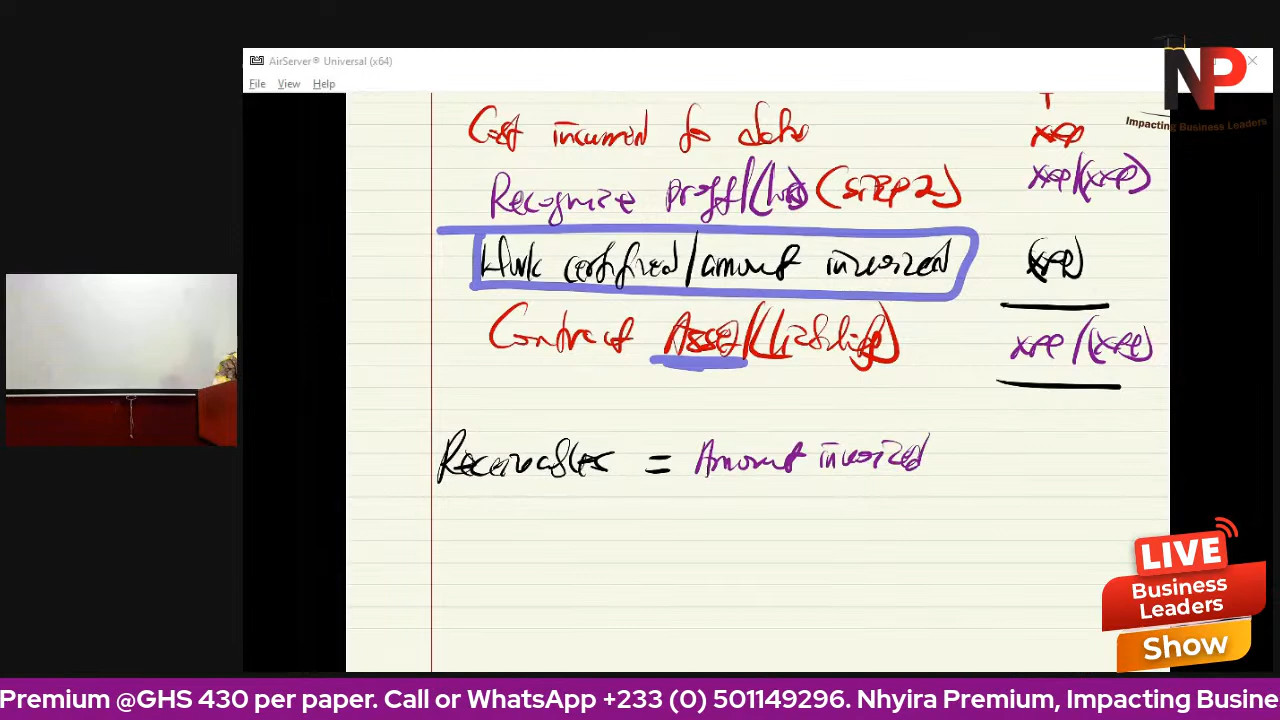 AirServer® Universal (x64)
File View Help
NP
Impacting Business Leaders
Cost incurred to date xxx
Recognize profit/(loss) (STEP 2) xxx/(xxx)
Work certified/amount invoiced (xxx)
Contract Asset/(Liability) xxx/(xxx)
Receivables = Amount invoiced
LIVE
Business
Leaders
Show
Premium @GHS 430 per paper. Call or WhatsApp +233 (0) 501149296. Nhyira Premium, Impacting Busine